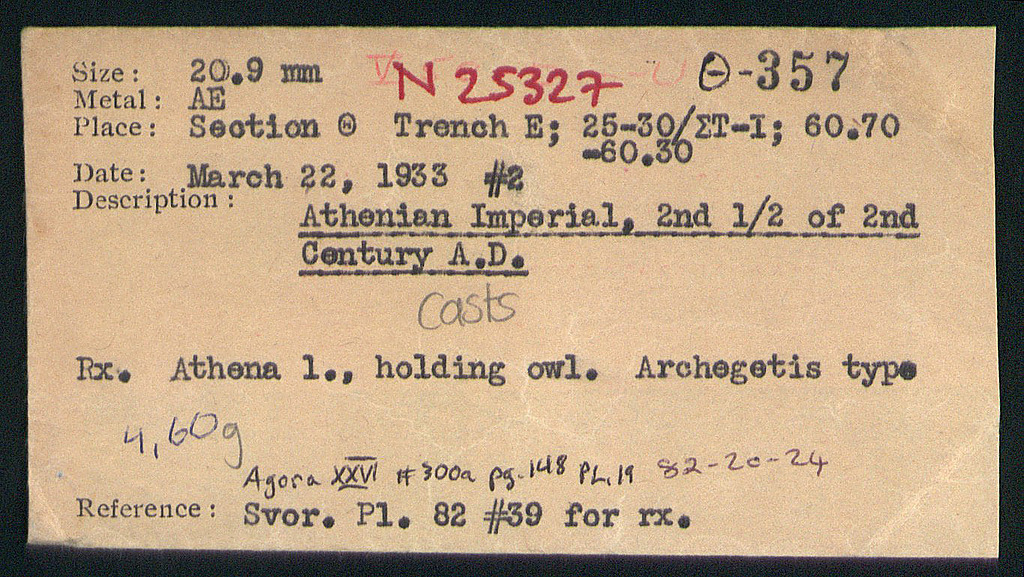 Size: 20.9 mm N 25327 Θ-357
Metal: AE
Place: Section Θ Trench E; 25-30/ΣT-I; 60.70
-60.30
Date: March 22, 1933 #2
Description:
Athenian Imperial, 2nd 1/2 of 2nd
Century A.D.
Casts
Rx. Athena l., holding owl. Archegetis type
4,60g
Agora XXVI #300a pg.148 PL.19 82-20-24
Reference: Svor. Pl. 82 #39 for rx.